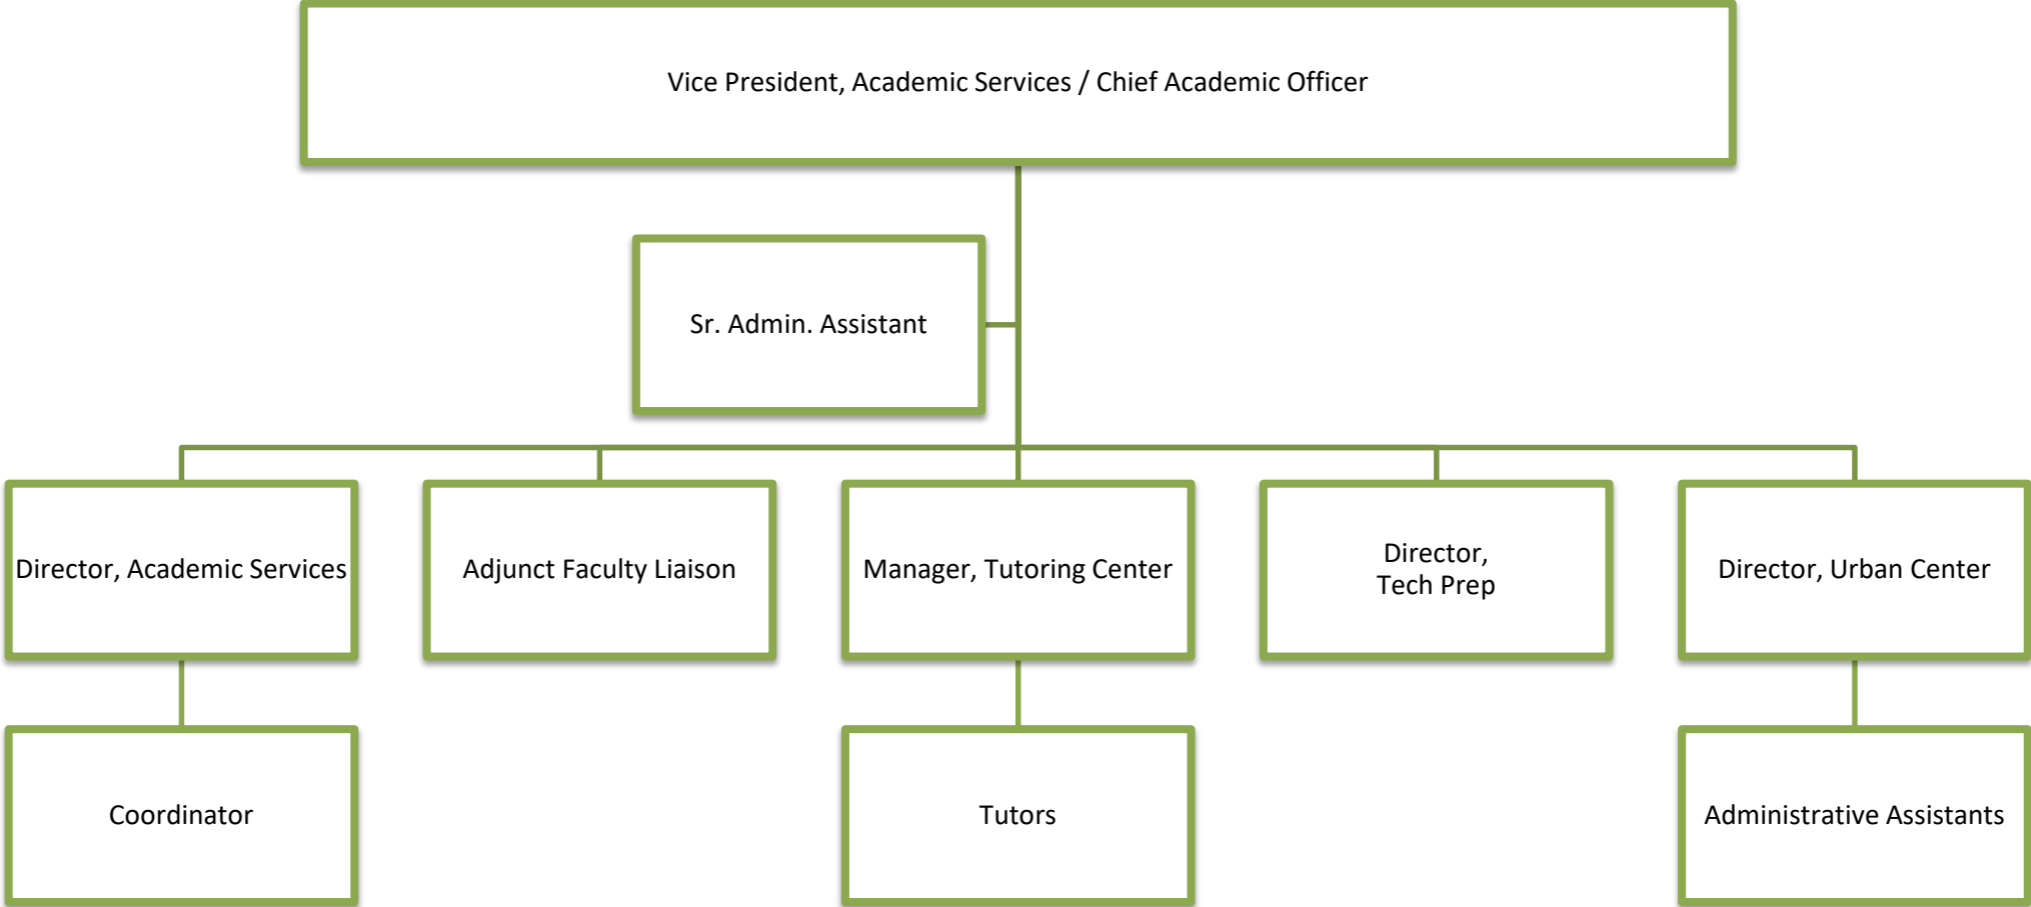 Vice President, Academic Services / Chief Academic Officer
Sr. Admin. Assistant
Director, Academic Services
Adjunct Faculty Liaison
Manager, Tutoring Center
Director,
Tech Prep
Director, Urban Center
Coordinator
Tutors
Administrative Assistants